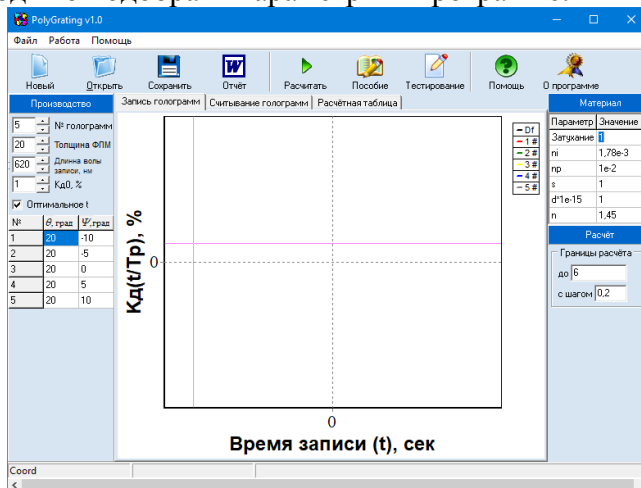 PolyGrating v1.0
Файл Работа Помощь
Новый Открыть Сохранить Отчёт Расчитать Пособие Тестирование Помощь О программе
Производство
5 № голограмм
20 Толщина ФПМ
620 Длинна волы записи, нм
1 Кд0, %
Оптимальное t
№ θ, град Ψ,град
1 20 -10
2 20 -5
3 20 0
4 20 5
5 20 10
Запись голограмм Считывание голограмм Расчётная таблица
Кд(t/Tp), %
0
0
Время записи (t), сек
Df
1 #
2 #
3 #
4 #
5 #
Материал
Параметр Значение
Затухание 1
ni 1,78e-3
np 1e-2
s 1
d*1e-15 1
n 1,45
Расчёт
Границы расчёта
до 6
с шагом 0,2
Coord